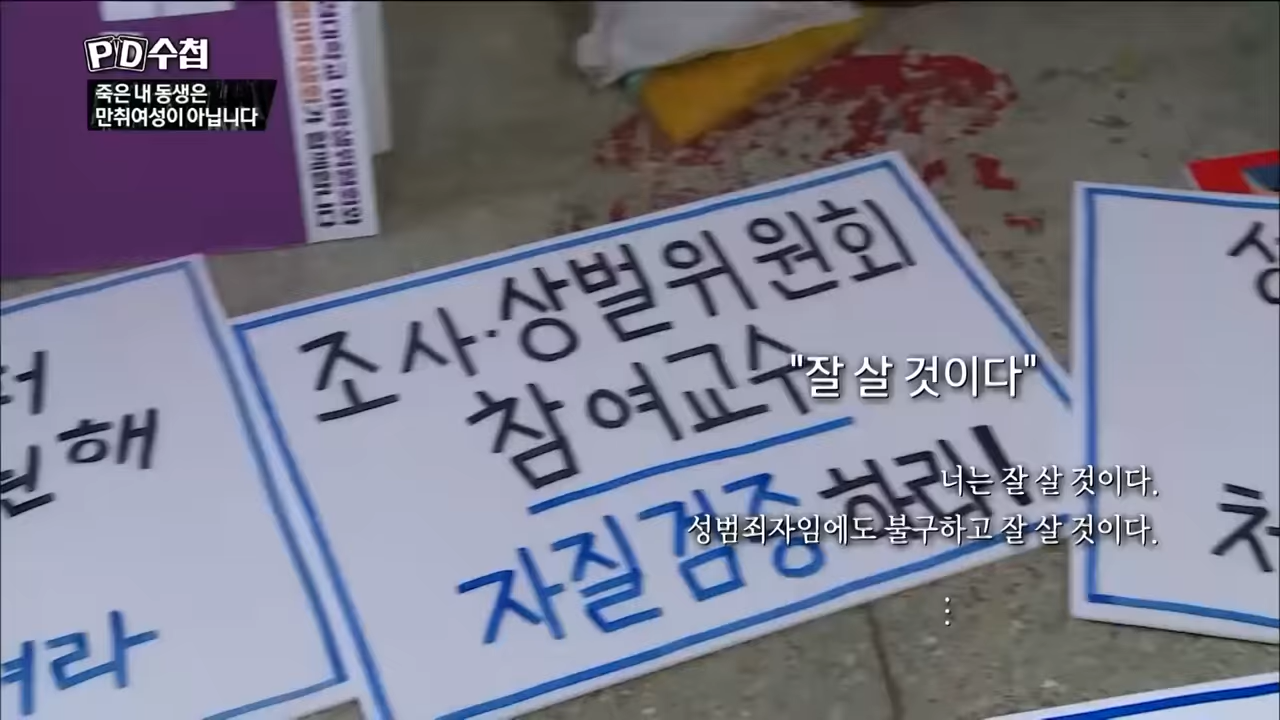 PD수첩
죽은 내 동생은
만취여성이 아닙니다
조사·상벌위원회
참여교수
자질검증 하라!
"잘 살 것이다"
너는 잘 살 것이다.
성범죄자임에도 불구하고 잘 살 것이다.
⋮
해
려라